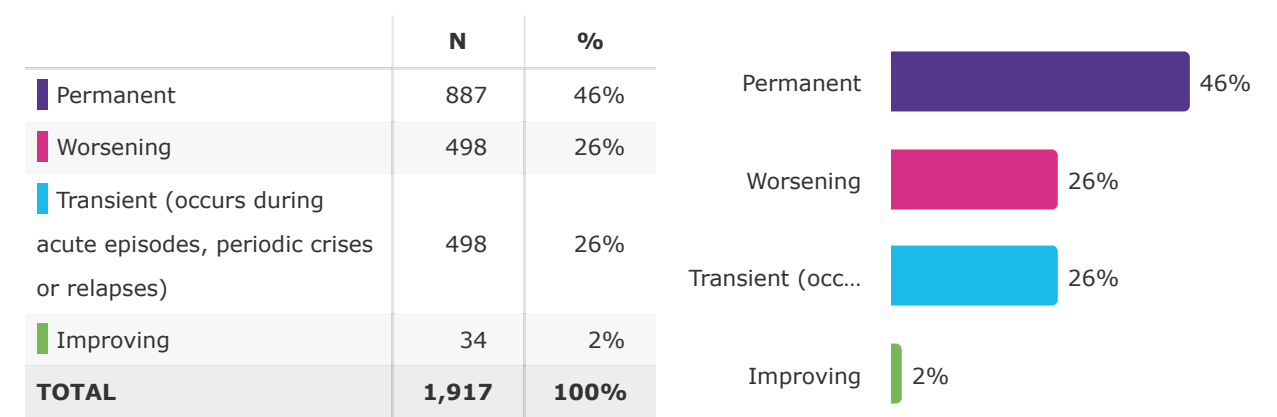 N %
Permanent 887 46%
Worsening 498 26%
Transient (occurs during
acute episodes, periodic crises 498 26%
or relapses)
Improving 34 2%
TOTAL 1,917 100%
Permanent 46%
Worsening 26%
Transient (occ... 26%
Improving 2%